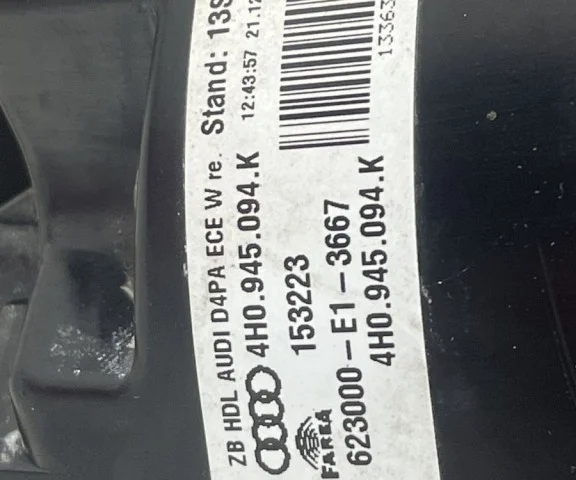 ZB HDL AUDI D4PA ECE W re. Stand: 13S
4H0.945.094.K 12:43:57 21.12
153223
FAREA
623000-E1-3667 13363
4H0.945.094.K